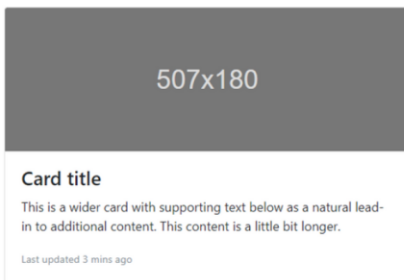 507x180
Card title
This is a wider card with supporting text below as a natural lead-
in to additional content. This content is a little bit longer.
Last updated 3 mins ago